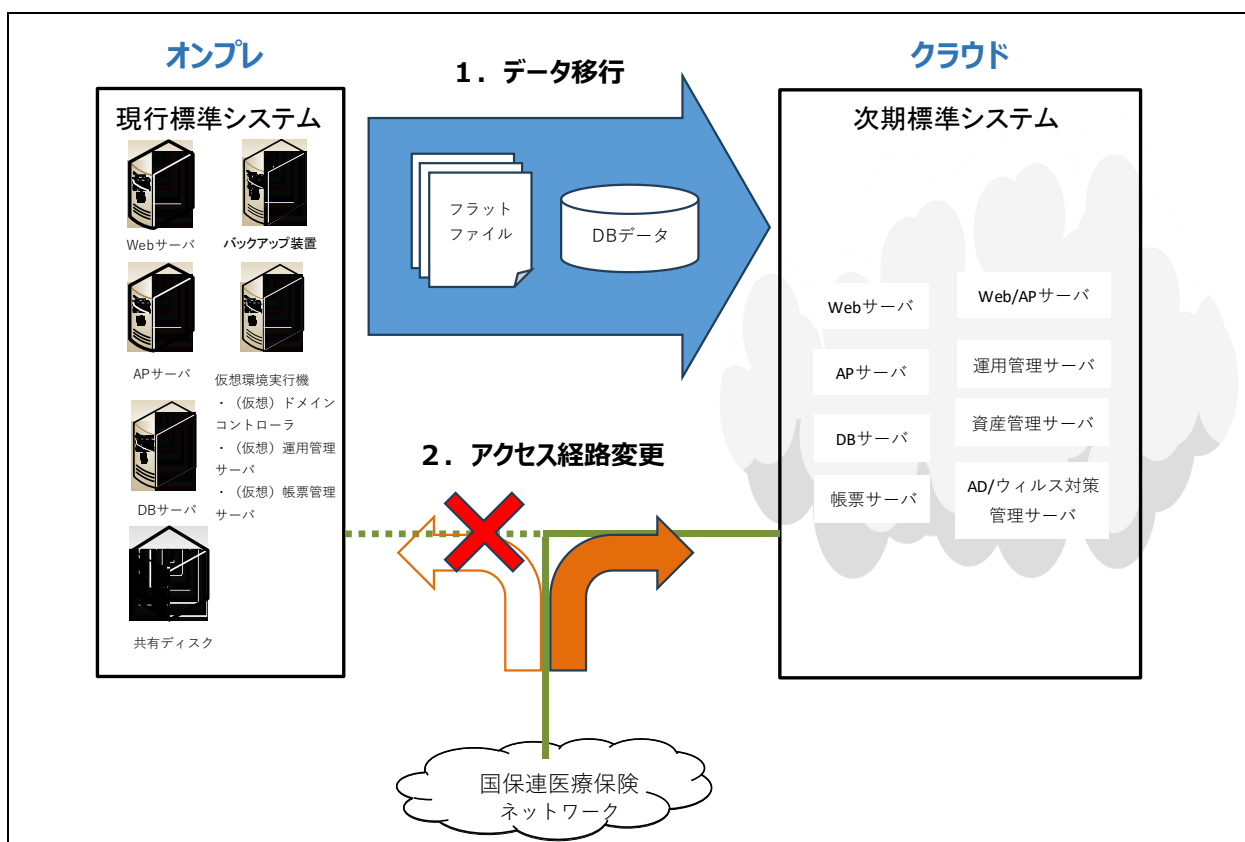 オンプレ
クラウド
1. データ移行
現行標準システム
次期標準システム
Webサーバ
バックアップ装置
フラット
ファイル
DBデータ
APサーバ
仮想環境実行機
・（仮想）ドメイン
コントローラ
・（仮想）運用管理
サーバ
・（仮想）帳票管理
サーバ
DBサーバ
共有ディスク
Webサーバ
Web/APサーバ
APサーバ
運用管理サーバ
DBサーバ
資産管理サーバ
帳票サーバ
AD/ウィルス対策
管理サーバ
2. アクセス経路変更
国保連医療保険
ネットワーク